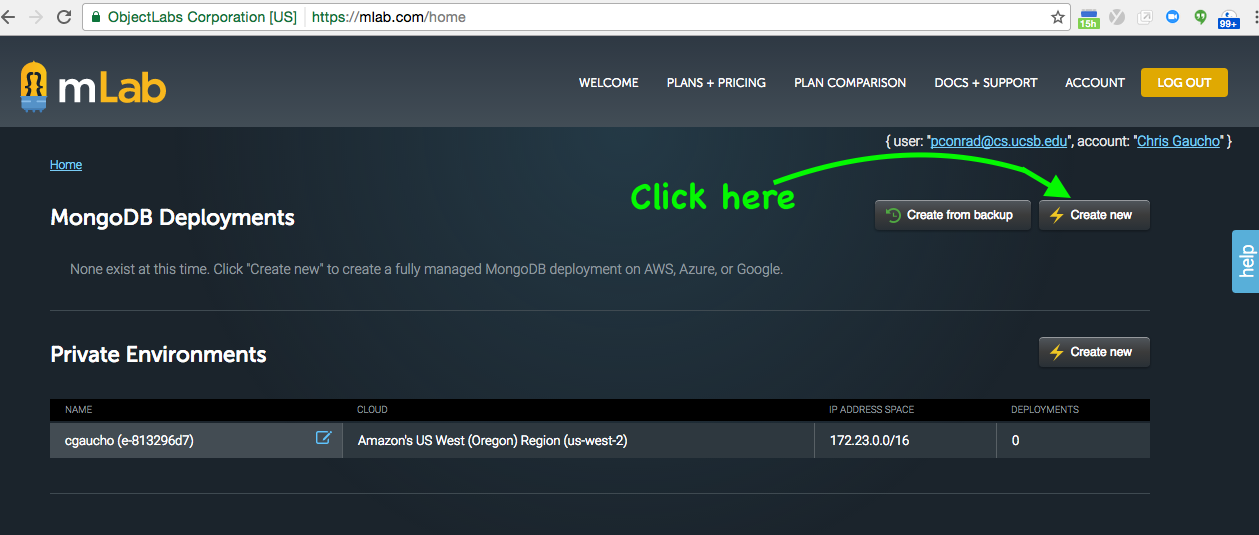 ObjectLabs Corporation [US] https://mlab.com/home
15h
99+
mLab
WELCOME PLANS + PRICING PLAN COMPARISON DOCS + SUPPORT ACCOUNT LOG OUT
{ user: "pconrad@cs.ucsb.edu", account: "Chris Gaucho" }
Home
Click here
MongoDB Deployments
Create from backup
Create new
help
None exist at this time. Click "Create new" to create a fully managed MongoDB deployment on AWS, Azure, or Google.
Private Environments
Create new
NAME CLOUD IP ADDRESS SPACE DEPLOYMENTS
cgaucho (e-813296d7) Amazon's US West (Oregon) Region (us-west-2) 172.23.0.0/16 0